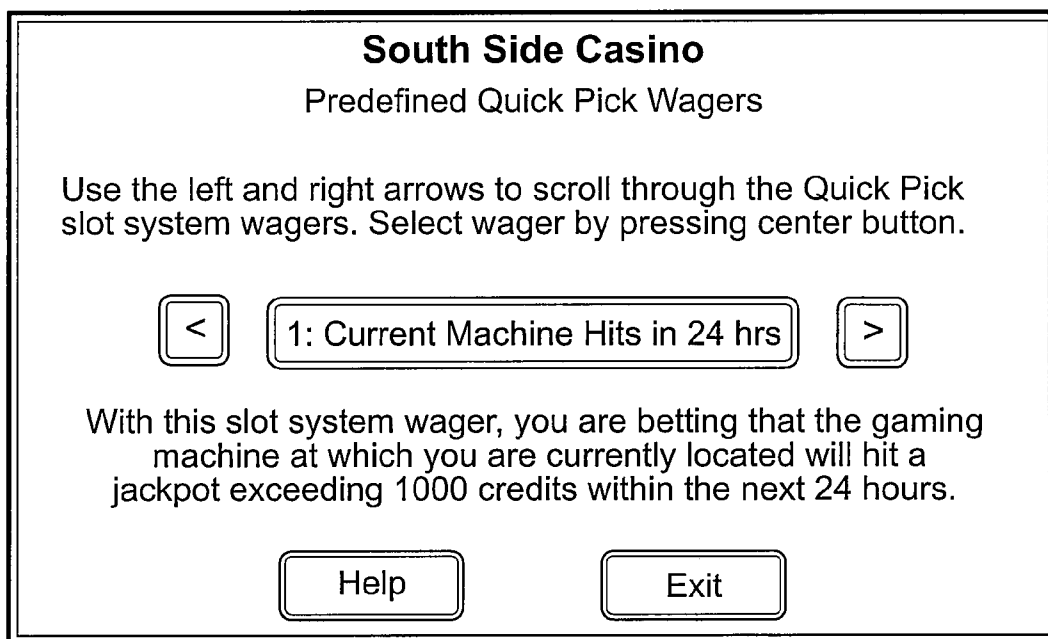 South Side Casino
Predefined Quick Pick Wagers
Use the left and right arrows to scroll through the Quick Pick
slot system wagers. Select wager by pressing center button.
< 1: Current Machine Hits in 24 hrs >
With this slot system wager, you are betting that the gaming
machine at which you are currently located will hit a
jackpot exceeding 1000 credits within the next 24 hours.
Help Exit